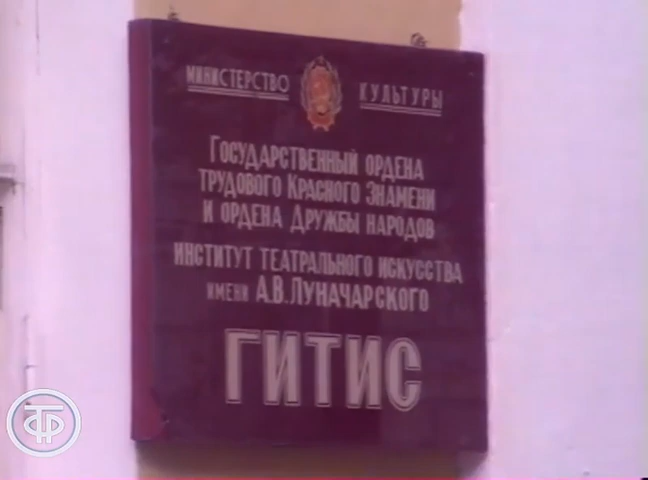 МИНИСТЕРСТВО КУЛЬТУРЫ
ГОСУДАРСТВЕННЫЙ ОРДЕНА
ТРУДОВОГО КРАСНОГО ЗНАМЕНИ
И ОРДЕНА ДРУЖБЫ НАРОДОВ
ИНСТИТУТ ТЕАТРАЛЬНОГО ИСКУССТВА
ИМЕНИ А.В.ЛУНАЧАРСКОГО
ГИТИС